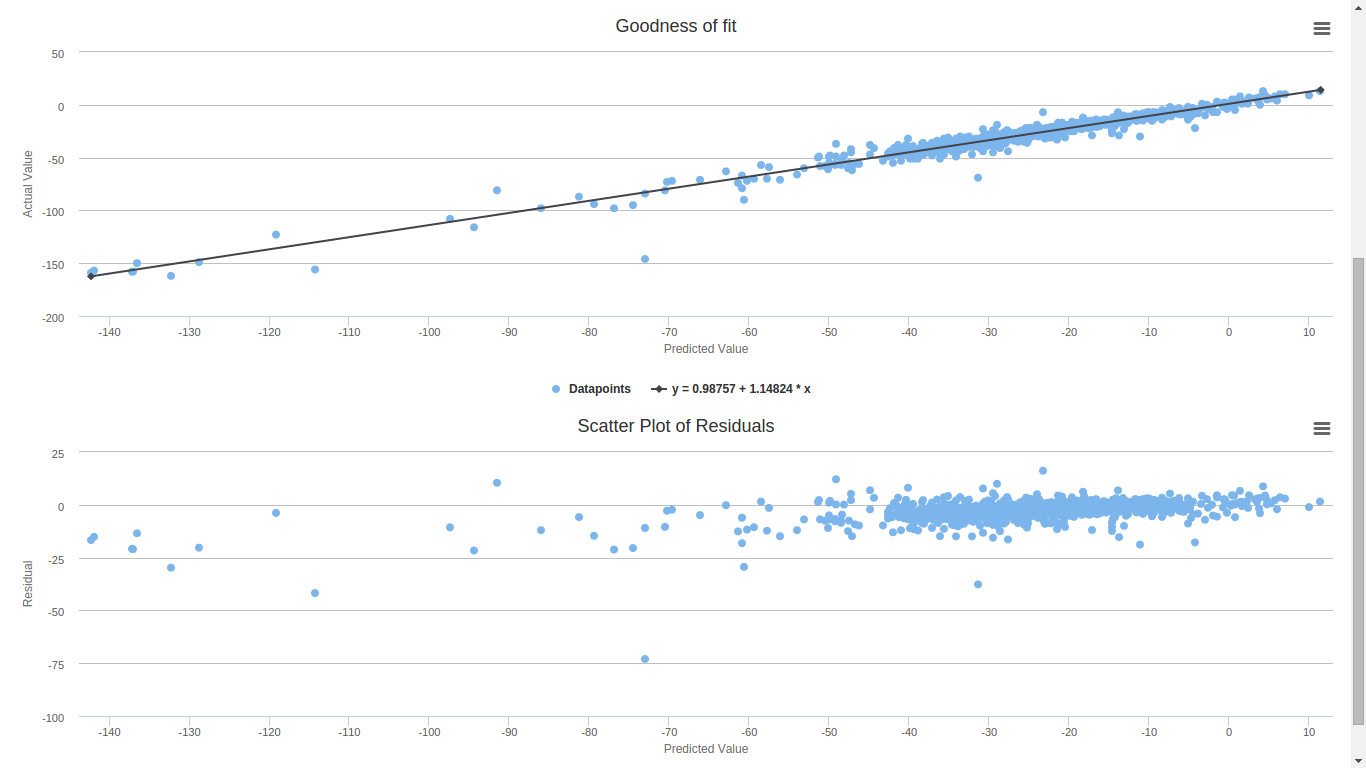 Goodness of fit
50
0
-50
-100
-150
-200
Actual Value
-140 -130 -120 -110 -100 -90 -80 -70 -60 -50 -40 -30 -20 -10 0 10
Predicted Value
Datapoints y = 0.98757 + 1.14824 * x
Scatter Plot of Residuals
25
0
-25
-50
-75
-100
Residual
-140 -130 -120 -110 -100 -90 -80 -70 -60 -50 -40 -30 -20 -10 0 10
Predicted Value